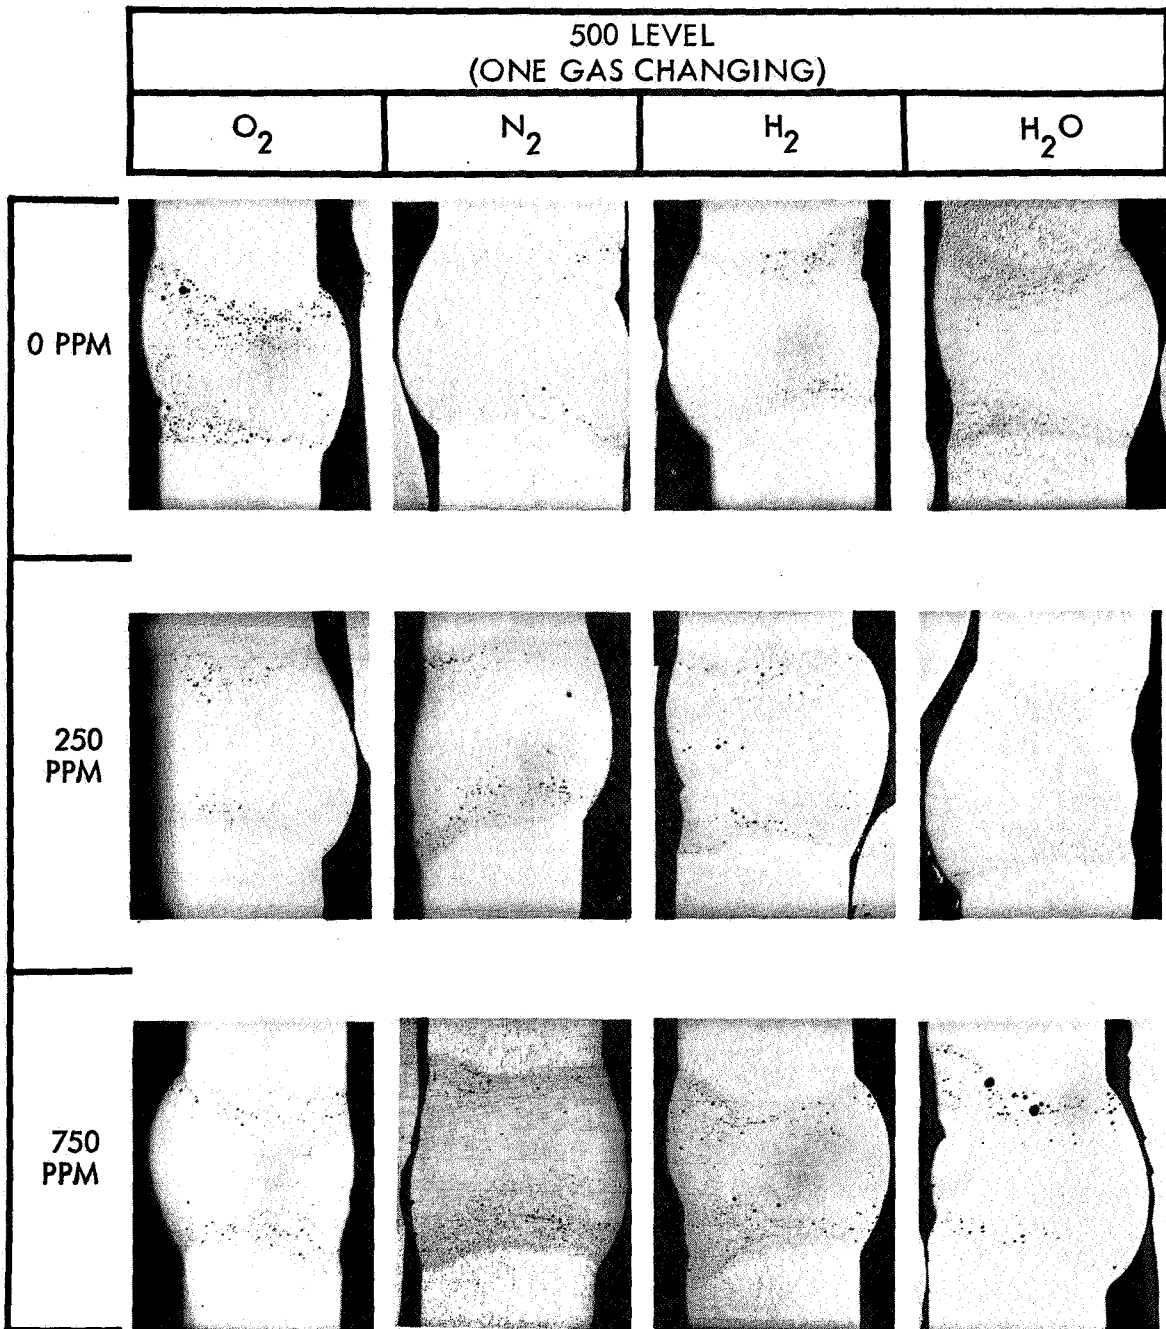 500 LEVEL
(ONE GAS CHANGING)
O₂
N₂
H₂
H₂O
0 PPM
250
PPM
750
PPM